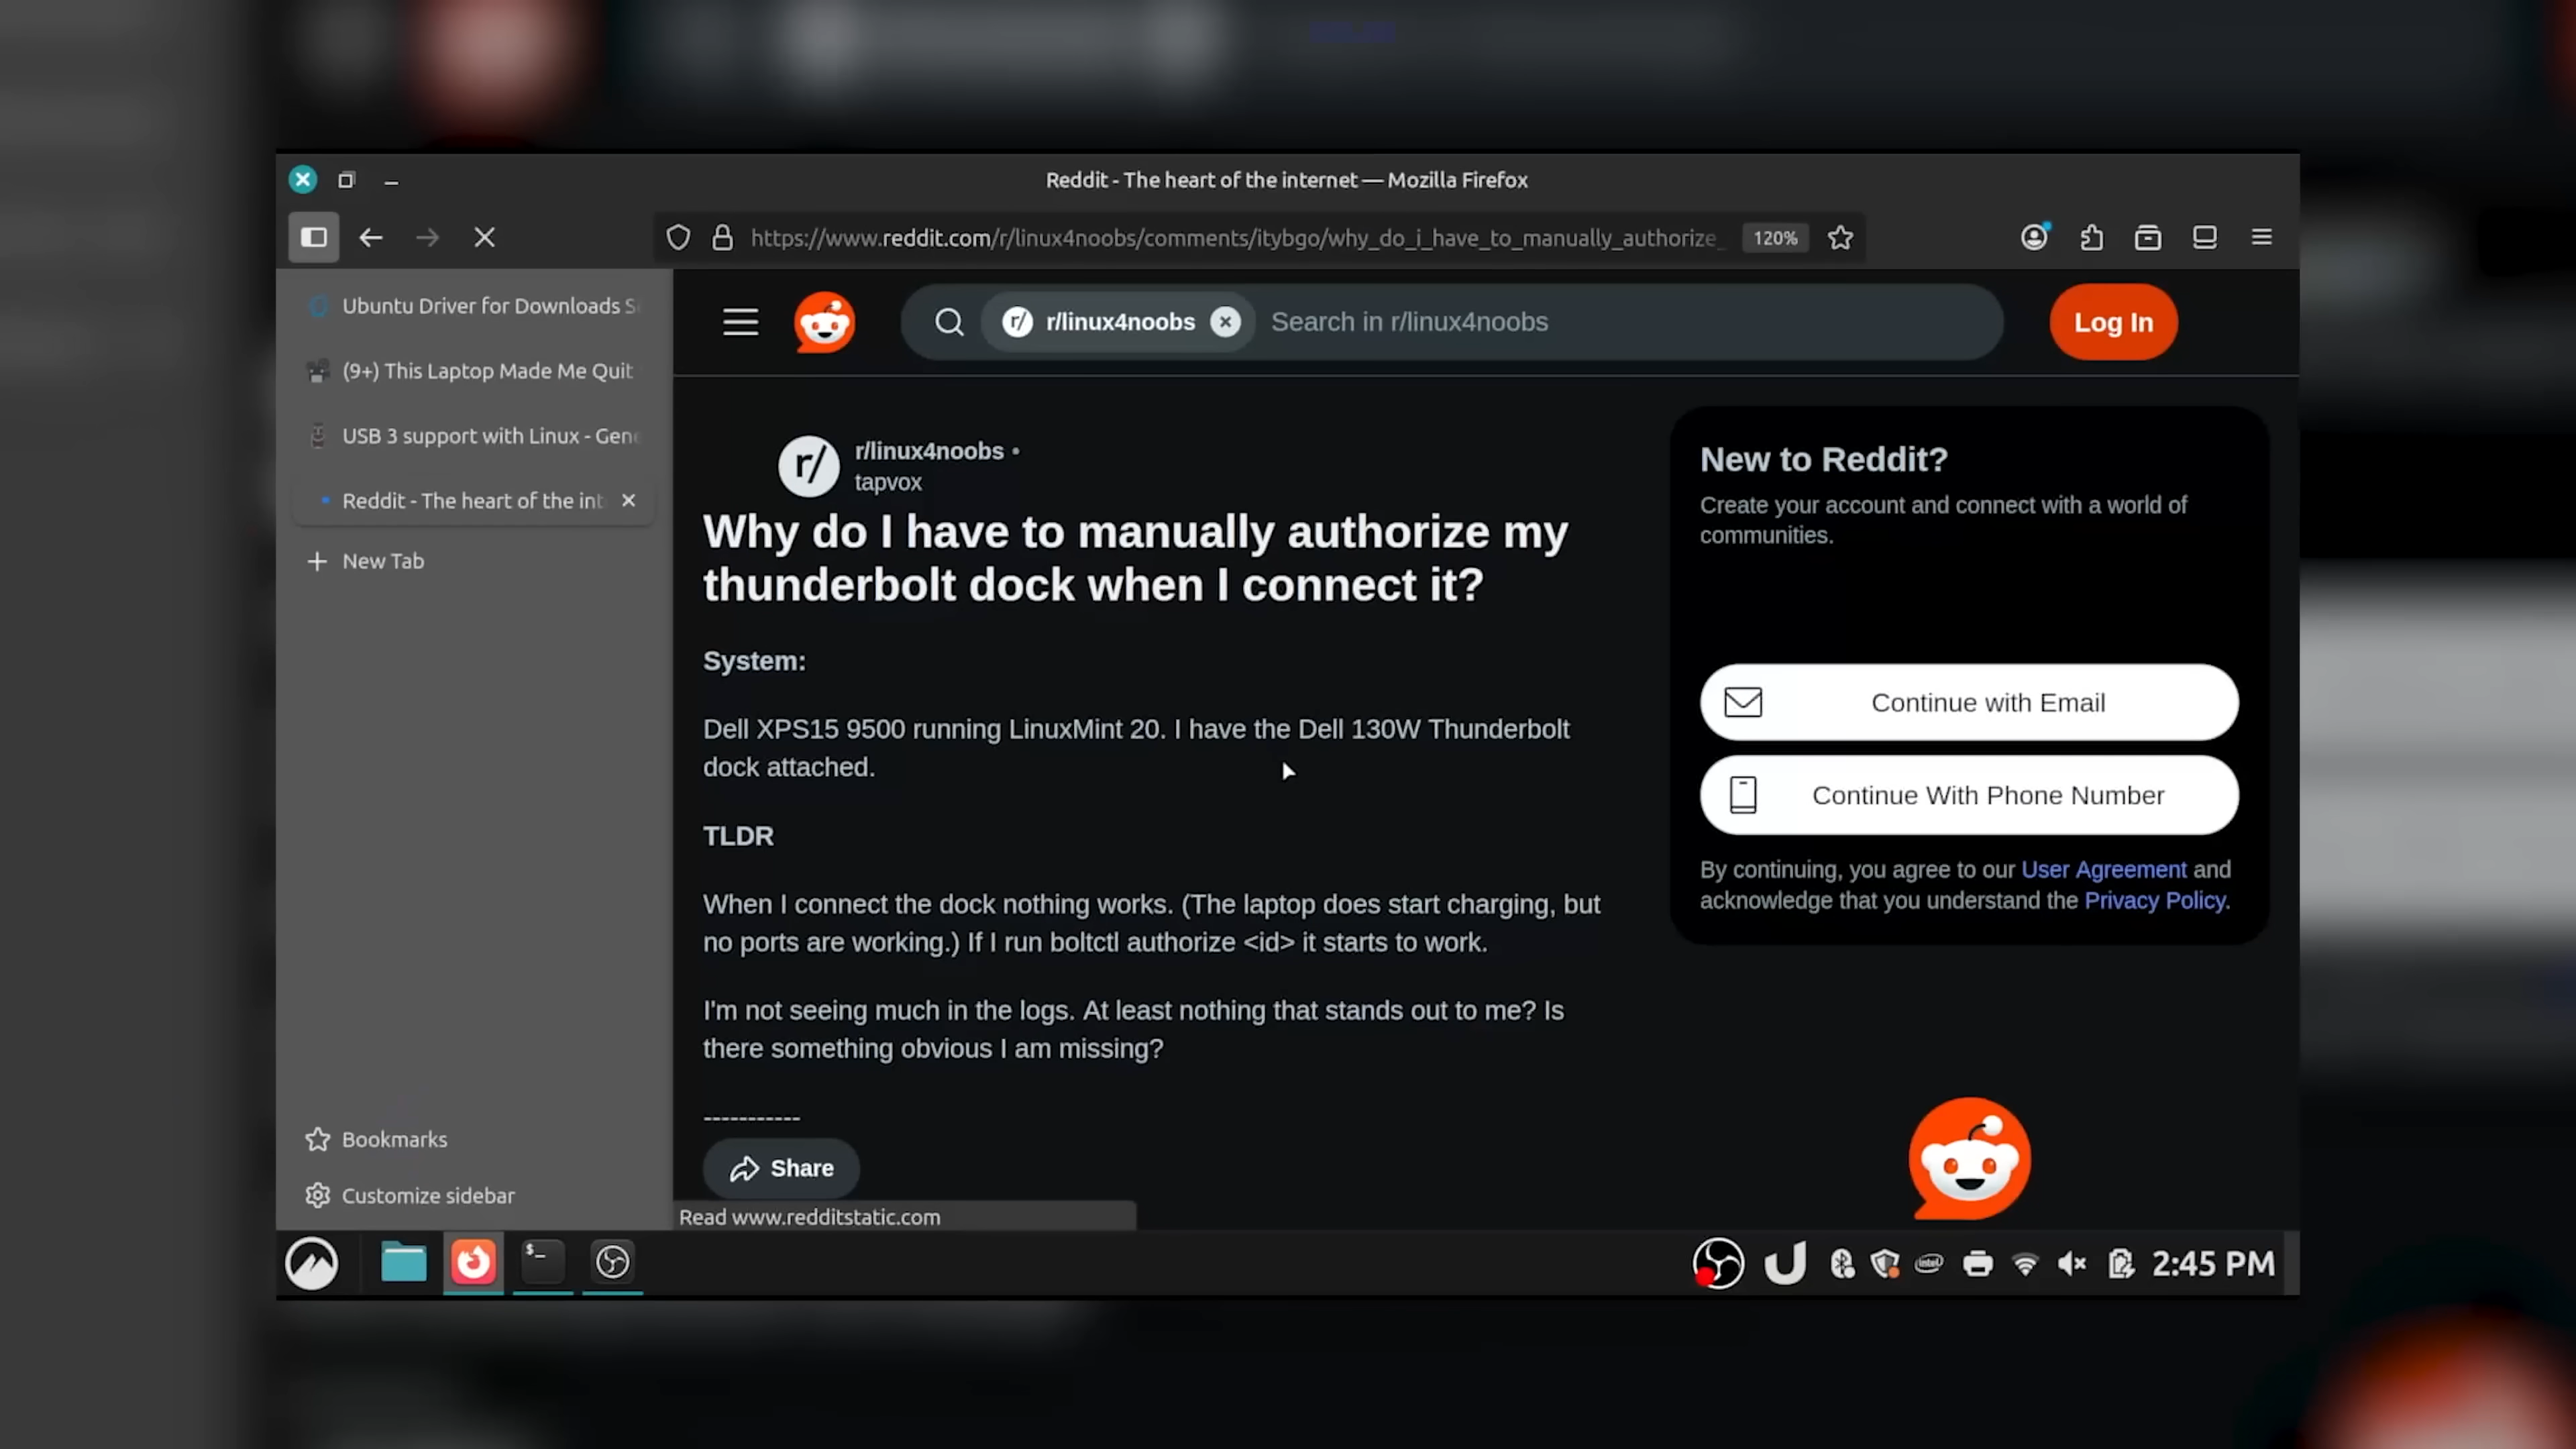 Reddit - The heart of the internet — Mozilla Firefox
https://www.reddit.com/r/linux4noobs/comments/itybgo/why_do_i_have_to_manually_authorize_
120%
Ubuntu Driver for Downloads S
(9+) This Laptop Made Me Quit
USB 3 support with Linux - Gene
Reddit - The heart of the int
New Tab
Bookmarks
Customize sidebar
r/ r/linux4noobs
Search in r/linux4noobs
Log In
r/
r/linux4noobs •
tapvox
Why do I have to manually authorize my
thunderbolt dock when I connect it?
System:
Dell XPS15 9500 running LinuxMint 20. I have the Dell 130W Thunderbolt
dock attached.
TLDR
When I connect the dock nothing works. (The laptop does start charging, but
no ports are working.) If I run boltctl authorize <id> it starts to work.
I'm not seeing much in the logs. At least nothing that stands out to me? Is
there something obvious I am missing?
-----------
Share
Read www.redditstatic.com
New to Reddit?
Create your account and connect with a world of
communities.
Continue with Email
Continue With Phone Number
By continuing, you agree to our User Agreement and
acknowledge that you understand the Privacy Policy.
$_
intel
2:45 PM